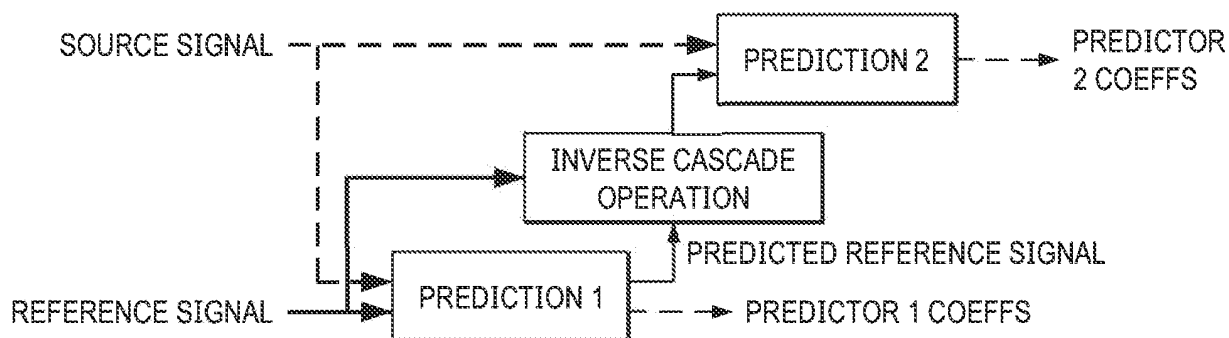 SOURCE SIGNAL
PREDICTION 2
PREDICTOR
2 COEFFS
INVERSE CASCADE
OPERATION
PREDICTED REFERENCE SIGNAL
REFERENCE SIGNAL
PREDICTION 1
PREDICTOR 1 COEFFS